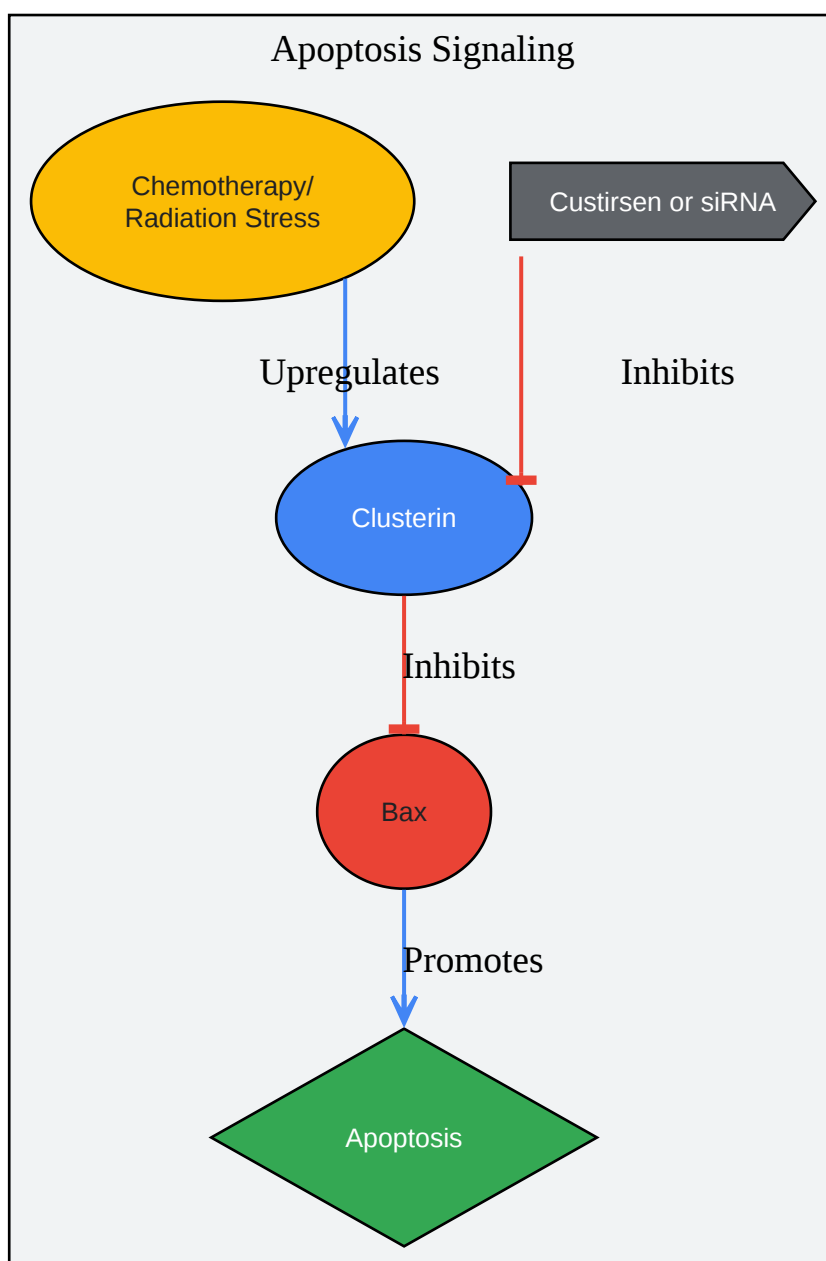 Apoptosis Signaling
Chemotherapy/
Radiation Stress
Custirsen or siRNA
Upregulates
Inhibits
Clusterin
Inhibits
Bax
Promotes
Apoptosis